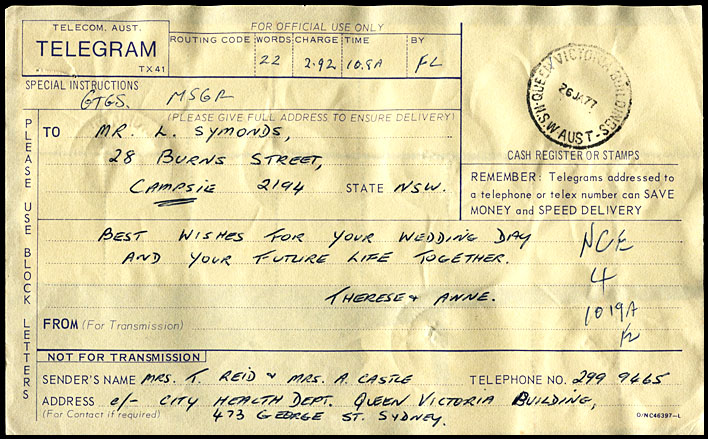 TELECOM. AUST.
TELEGRAM
TX41
FOR OFFICIAL USE ONLY
ROUTING CODE WORDS CHARGE TIME BY
22 2.92 10.9A FL
SPECIAL INSTRUCTIONS
GTGS. MSGR
(PLEASE GIVE FULL ADDRESS TO ENSURE DELIVERY)
TO MR. L. SYMONDS,
28 BURNS STREET,
CAMPSIE 2194 STATE NSW.
QUEEN VICTORIA BUILDING
26 JA 77
N.S.W AUST-
CASH REGISTER OR STAMPS
REMEMBER: Telegrams addressed to
a telephone or telex number can SAVE
MONEY and SPEED DELIVERY
PLEASE USE BLOCK LETTERS
BEST WISHES FOR YOUR WEDDING DAY
AND YOUR FUTURE LIFE TOGETHER.
THERESE & ANNE.
NCE
4
1019A
FROM (For Transmission)
NOT FOR TRANSMISSION
SENDER'S NAME MRS. T. REID & MRS. A. CASTLE TELEPHONE NO. 299 9465
ADDRESS c/- CITY HEALTH DEPT. QUEEN VICTORIA BUILDING,
(For Contact if required) 473 GEORGE ST. SYDNEY.
O/NC46397-L